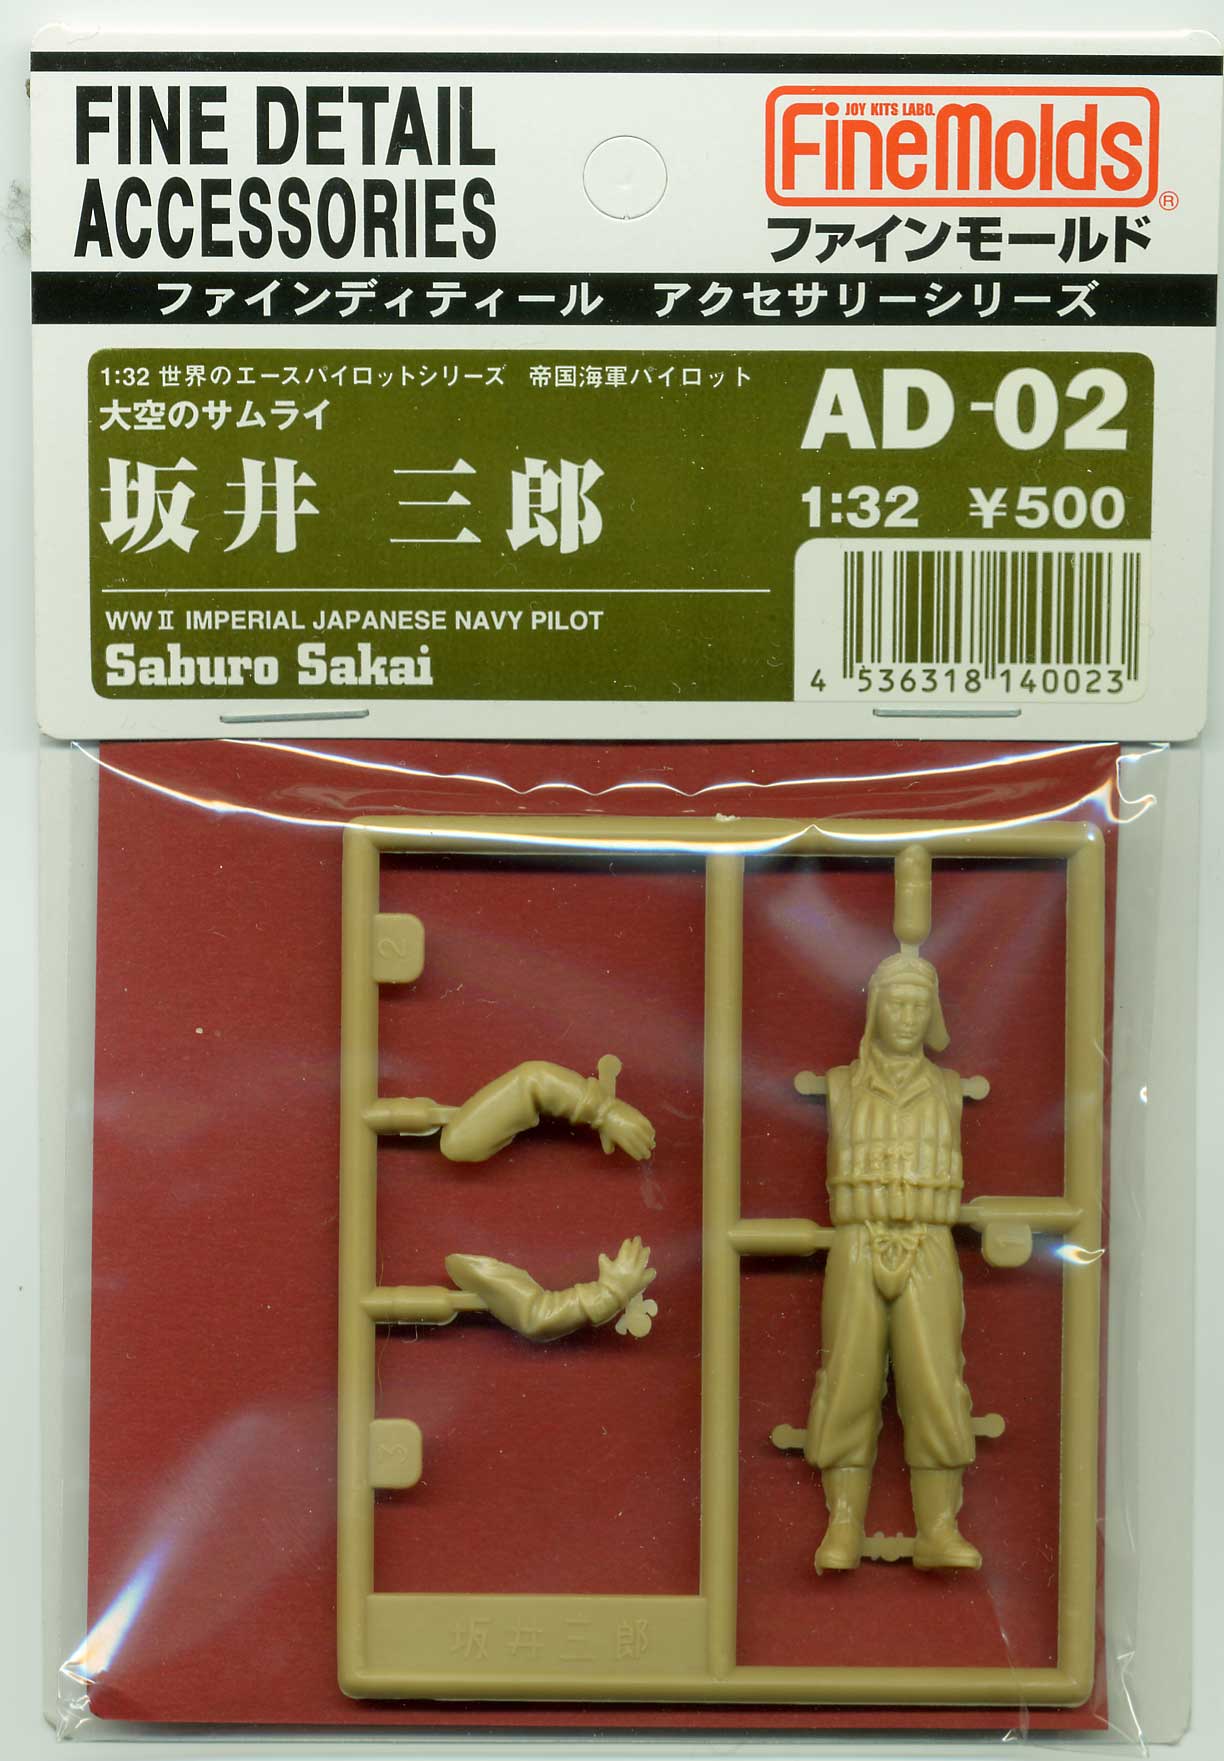 FINE DETAIL
ACCESSORIES
JOY KITS LABO.
FineMolds
®
ファインモールド
ファインディティール アクセサリーシリーズ
1:32 世界のエースパイロットシリーズ 帝国海軍パイロット
大空のサムライ
坂井 三郎
WWⅡ IMPERIAL JAPANESE NAVY PILOT
Saburo Sakai
AD-02
1:32 ¥500
4 536318 140023
2
1
3
坂井三郎